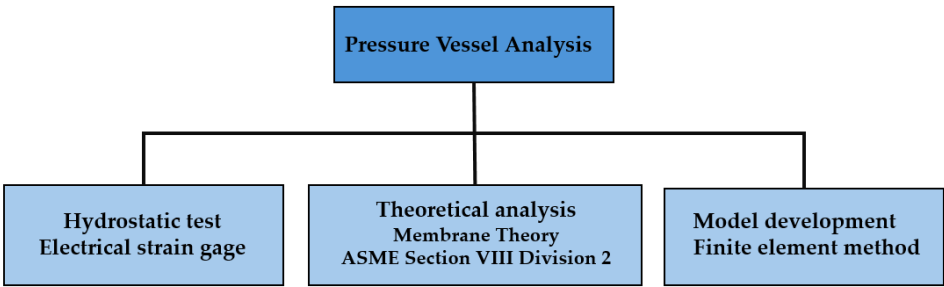 Pressure Vessel Analysis
Hydrostatic test
Electrical strain gage
Theoretical analysis
Membrane Theory
ASME Section VIII Division 2
Model development
Finite element method